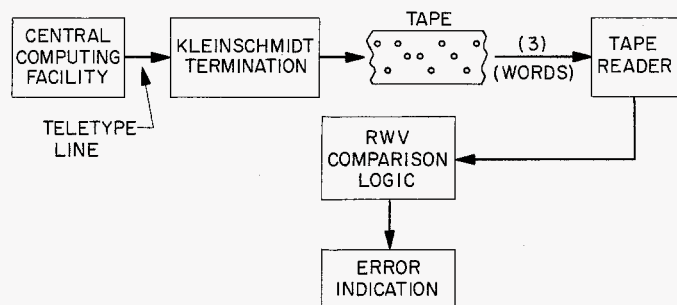 CENTRAL
COMPUTING
FACILITY
TELETYPE
LINE
KLEINSCHMIDT
TERMINATION
TAPE
(3)
(WORDS)
TAPE
READER
RWV
COMPARISON
LOGIC
ERROR
INDICATION